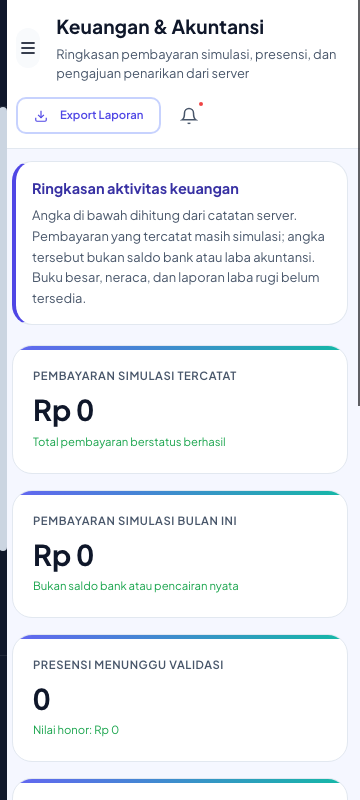 Keuangan & Akuntansi
Ringkasan pembayaran simulasi, presensi, dan
pengajuan penarikan dari server
Export Laporan
Ringkasan aktivitas keuangan
Angka di bawah dihitung dari catatan server.
Pembayaran yang tercatat masih simulasi; angka
tersebut bukan saldo bank atau laba akuntansi.
Buku besar, neraca, dan laporan laba rugi belum
tersedia.
PEMBAYARAN SIMULASI TERCATAT
Rp 0
Total pembayaran berstatus berhasil
PEMBAYARAN SIMULASI BULAN INI
Rp 0
Bukan saldo bank atau pencairan nyata
PRESENSI MENUNGGU VALIDASI
0
Nilai honor: Rp 0